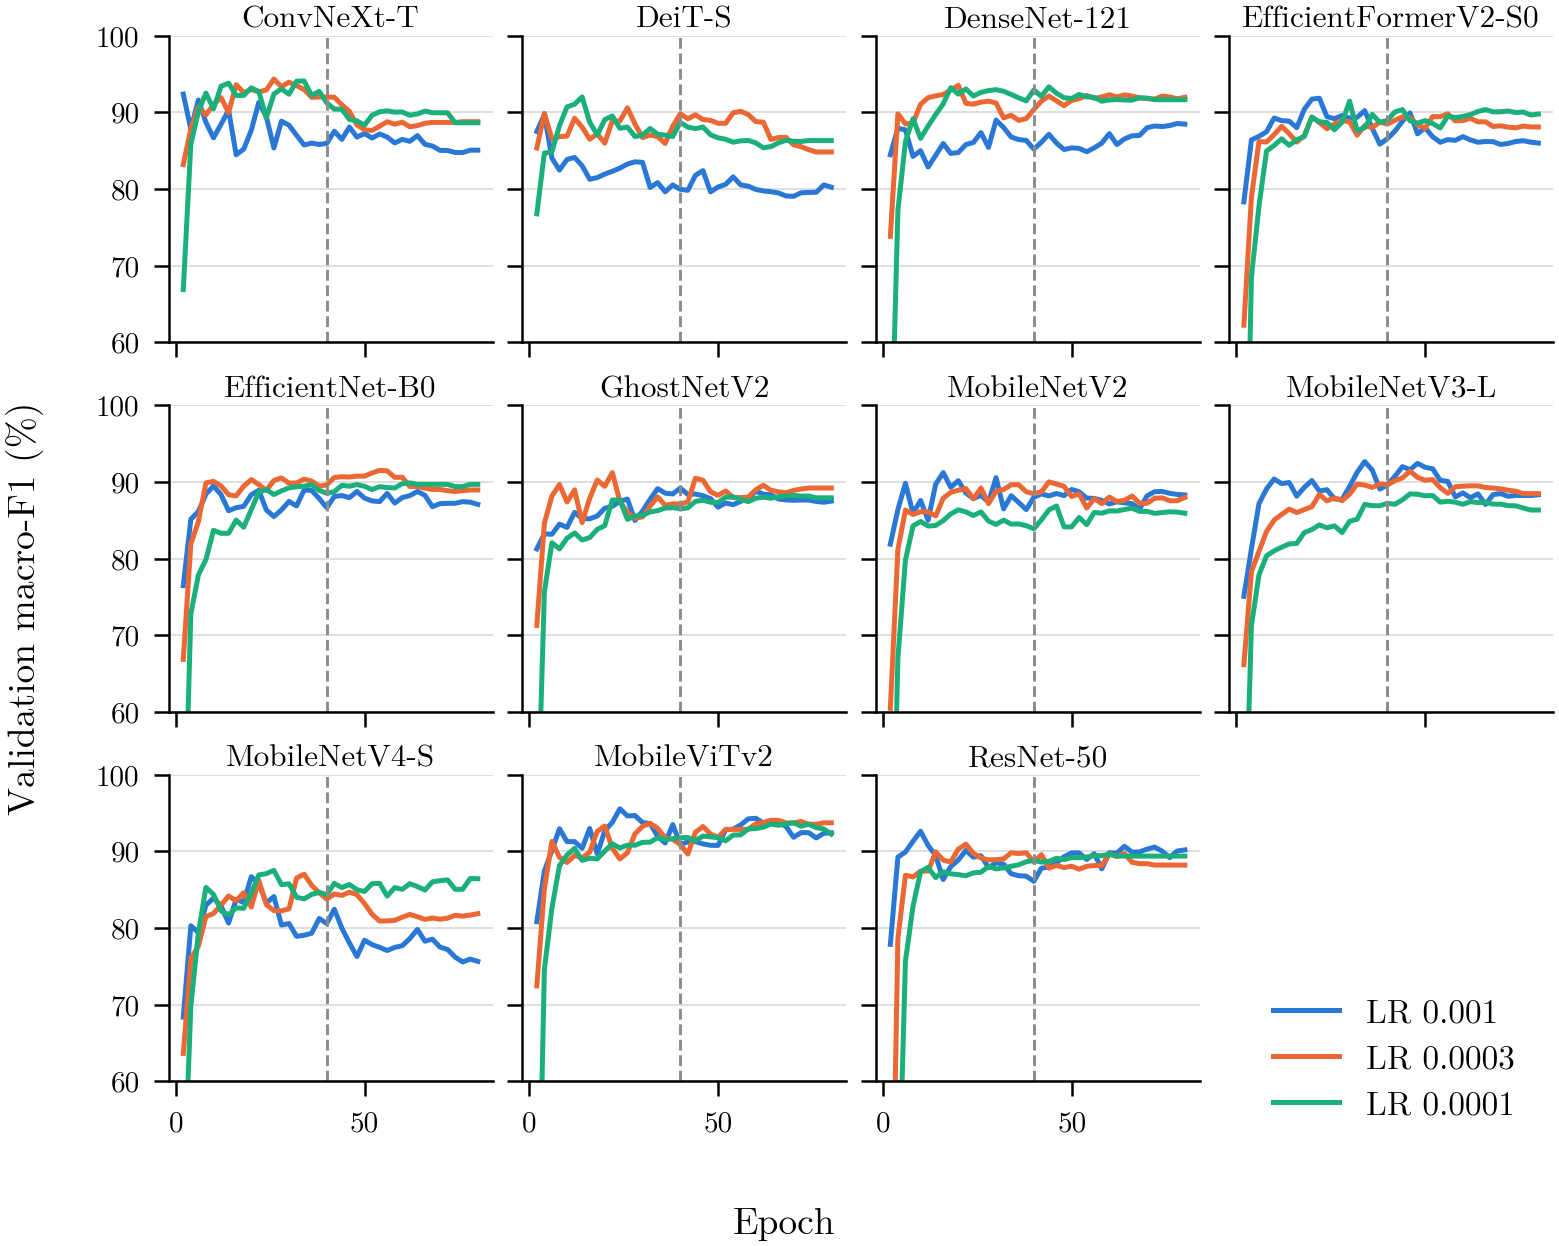 ConvNeXt-T DeiT-S DenseNet-121 EfficientFormerV2-S0
100
90
80
70
60
EfficientNet-B0 GhostNetV2 MobileNetV2 MobileNetV3-L
100
90
80
70
60
Validation macro-F1 (%)
MobileNetV4-S MobileViTv2 ResNet-50
100
90
80
70
60
0 50 0 50 0 50
LR 0.001
LR 0.0003
LR 0.0001
Epoch